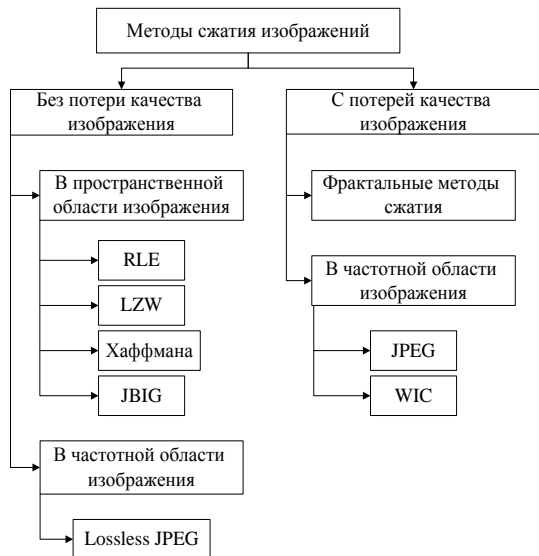 Методы сжатия изображений
Без потери качества
изображения
С потерей качества
изображения
В пространственной
области изображения
Фрактальные методы
сжатия
RLE
LZW
Хаффмана
JBIG
В частотной области
изображения
JPEG
WIC
В частотной области
изображения
Lossless JPEG